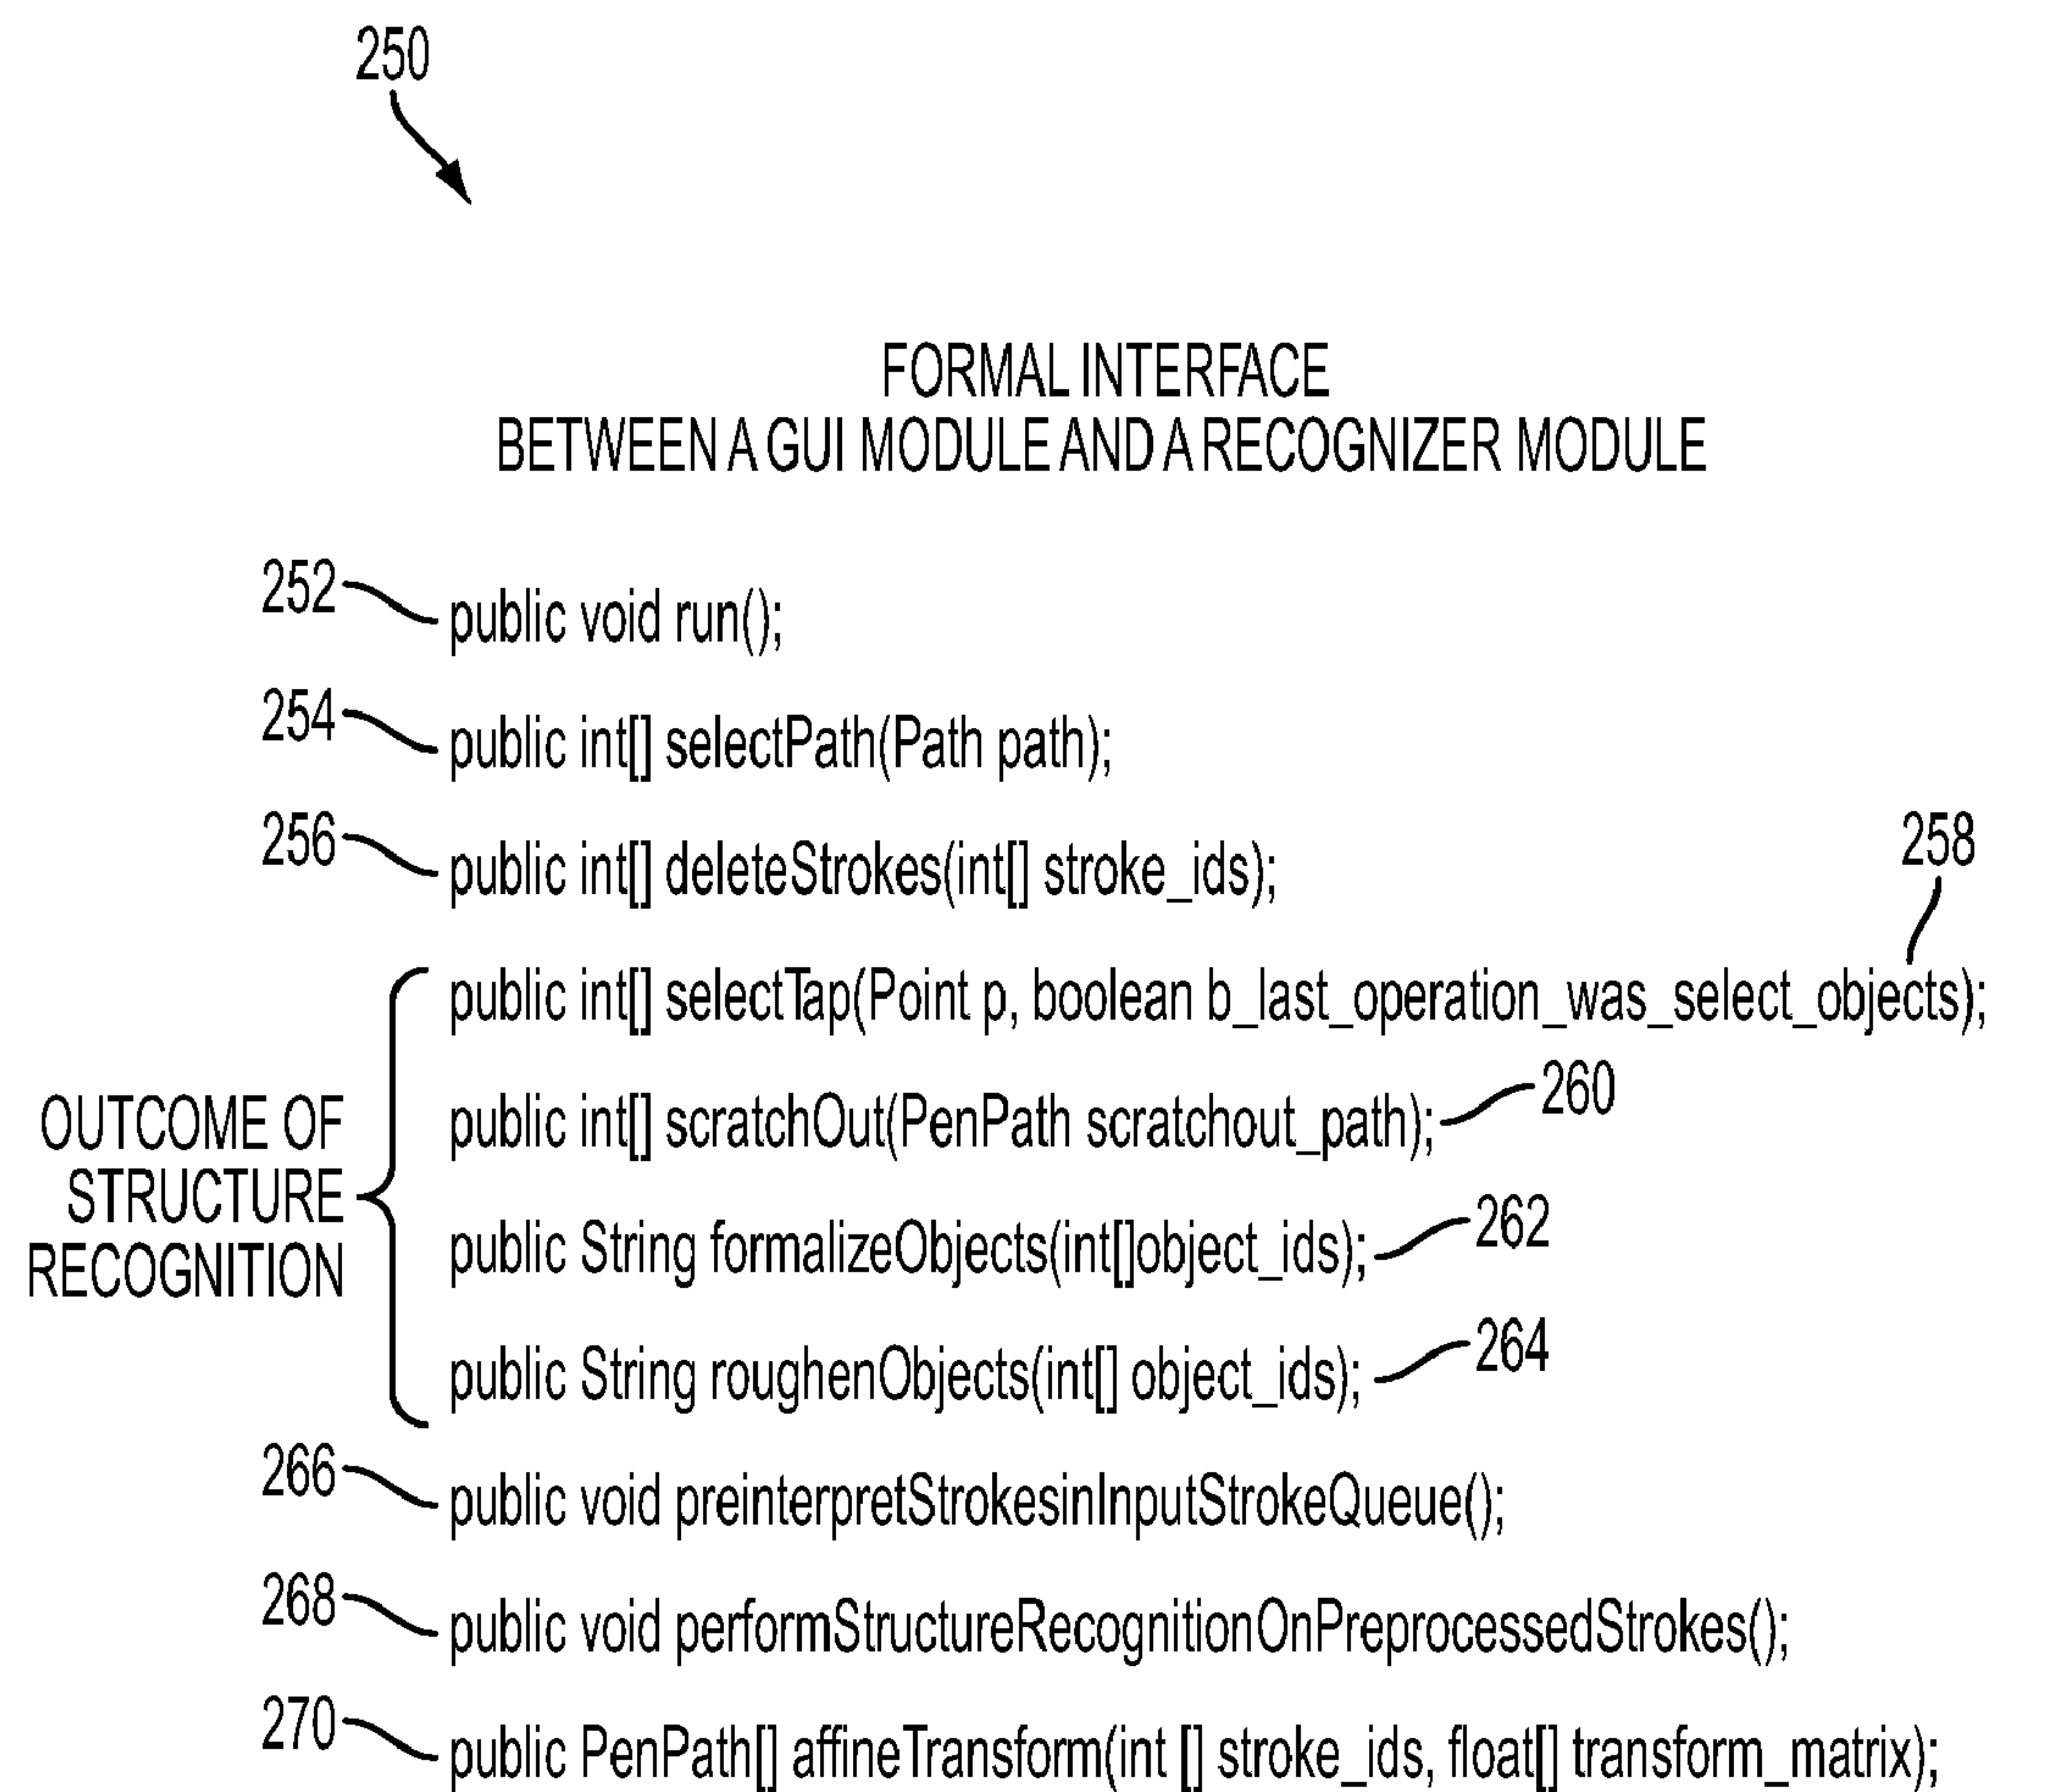 250
FORMAL INTERFACE
BETWEEN A GUI MODULE AND A RECOGNIZER MODULE
252
public void run();
254
public int[] selectPath(Path path);
256
public int[] deleteStrokes(int[] stroke_ids);
258
public int[] selectTap(Point p, boolean b_last_operation_was_select_objects);
OUTCOME OF
STRUCTURE
RECOGNITION
public int[] scratchOut(PenPath scratchout_path);
260
public String formalizeObjects(int[]object_ids);
262
public String roughenObjects(int[] object_ids);
264
266
public void preinterpretStrokesinInputStrokeQueue();
268
public void performStructureRecognitionOnPreprocessedStrokes();
270
public PenPath[] affineTransform(int [] stroke_ids, float[] transform_matrix);